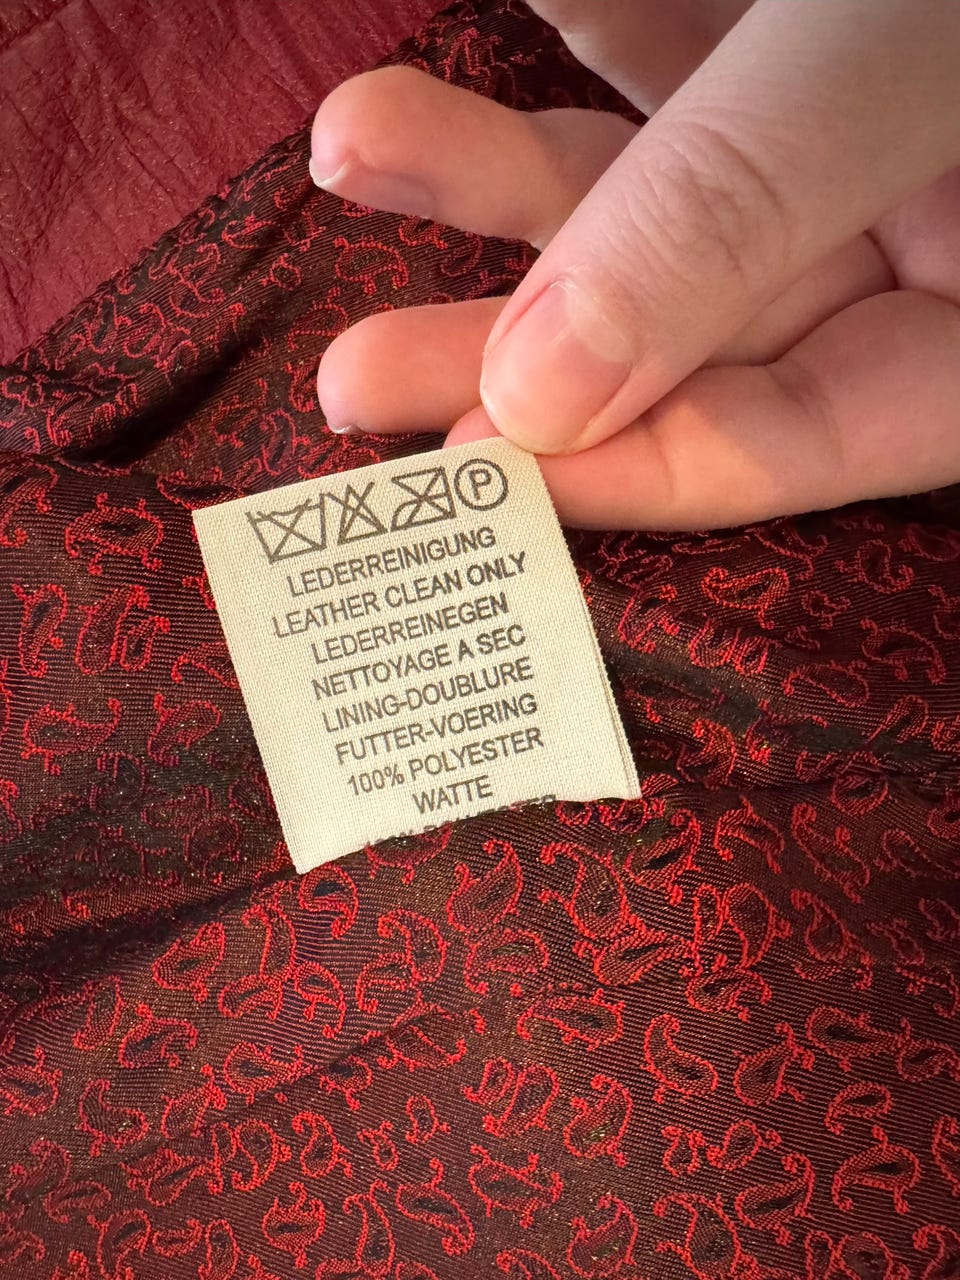 P
LEDERREINIGUNG
LEATHER CLEAN ONLY
LEDERREINEGEN
NETTOYAGE A SEC
LINING-DOUBLURE
FUTTER-VOERING
100% POLYESTER
WATTE